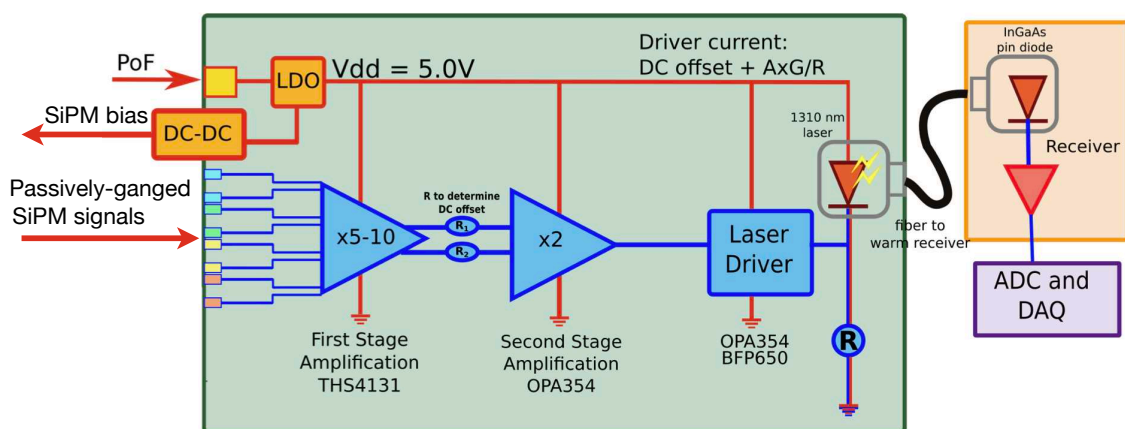 PoF
LDO
Vdd = 5.0V
Driver current:
DC offset + AxG/R
InGaAs
pin diode
SiPM bias
DC-DC
1310 nm
laser
Receiver
Passively-ganged
SiPM signals
R to determine
DC offset
R₁
R₂
x5-10
x2
Laser
Driver
fiber to
warm receiver
ADC and
DAQ
First Stage
Amplification
THS4131
Second Stage
Amplification
OPA354
OPA354
BFP650
R